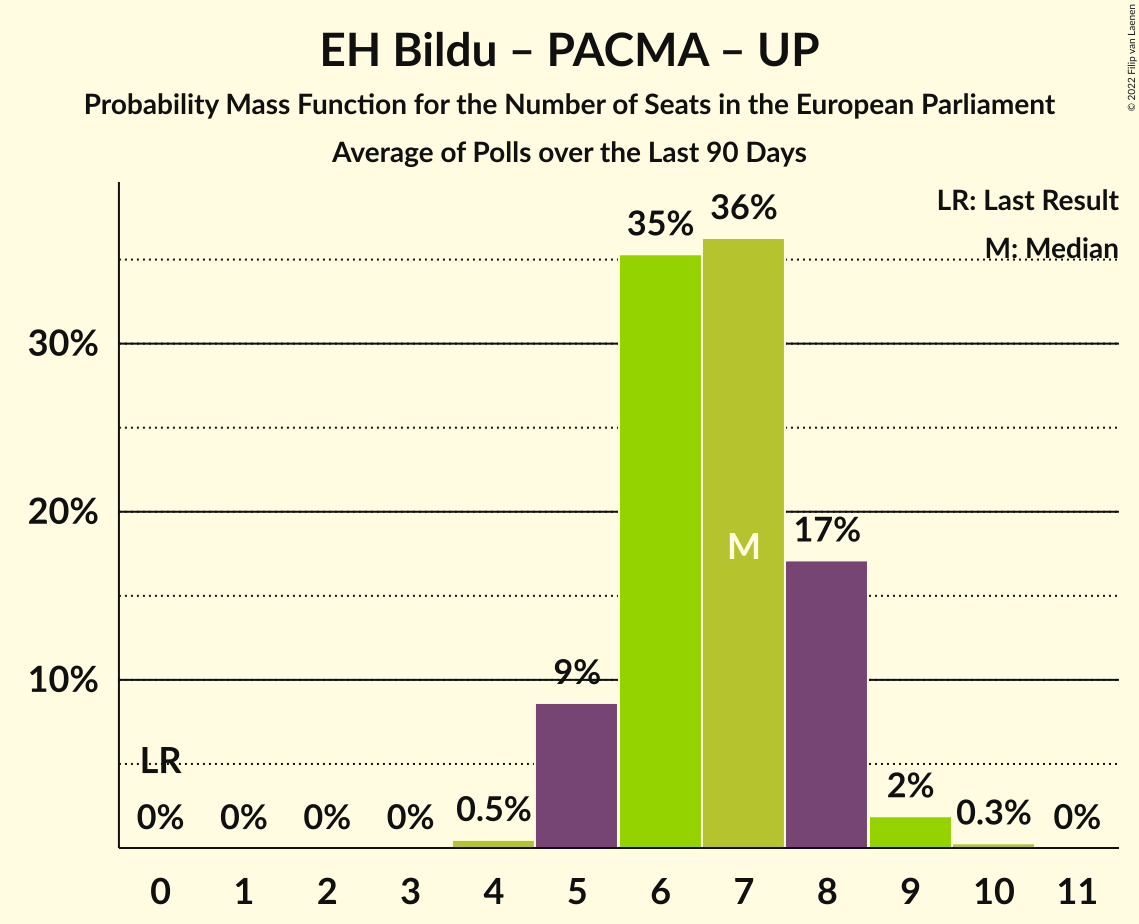 EH Bildu – PACMA – UP
Probability Mass Function for the Number of Seats in the European Parliament
Average of Polls over the Last 90 Days
© 2022 Filip van Laenen
LR: Last Result
M: Median
30%
20%
10%
LR
0%
0%
0%
0%
0.5%
9%
35%
36%
M
17%
2%
0.3%
0%
0 1 2 3 4 5 6 7 8 9 10 11